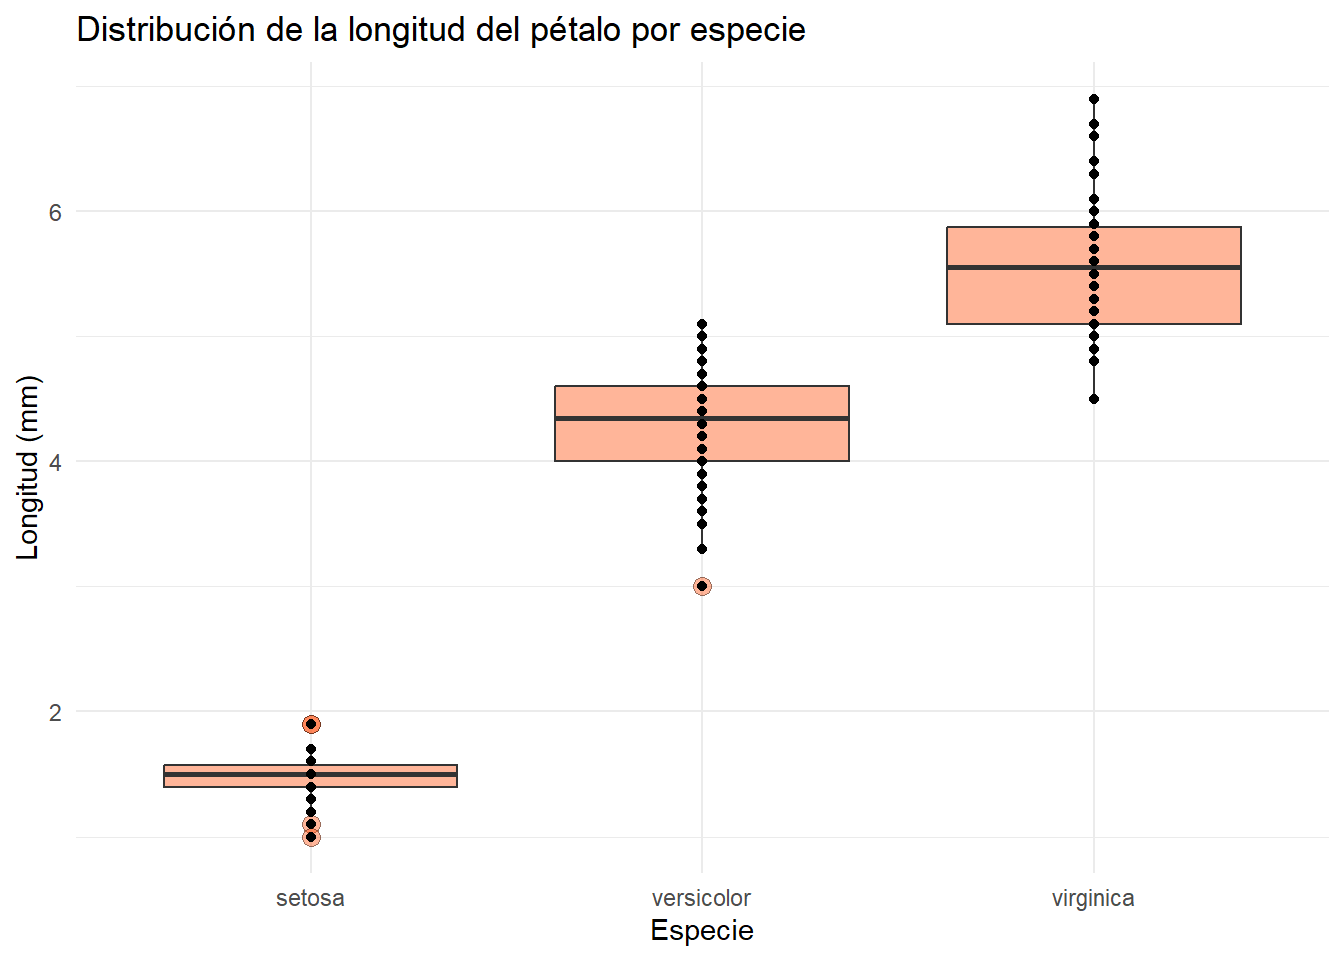 Distribución de la longitud del pétalo por especie
Longitud (mm)
6
4
2
setosa
versicolor
virginica
Especie